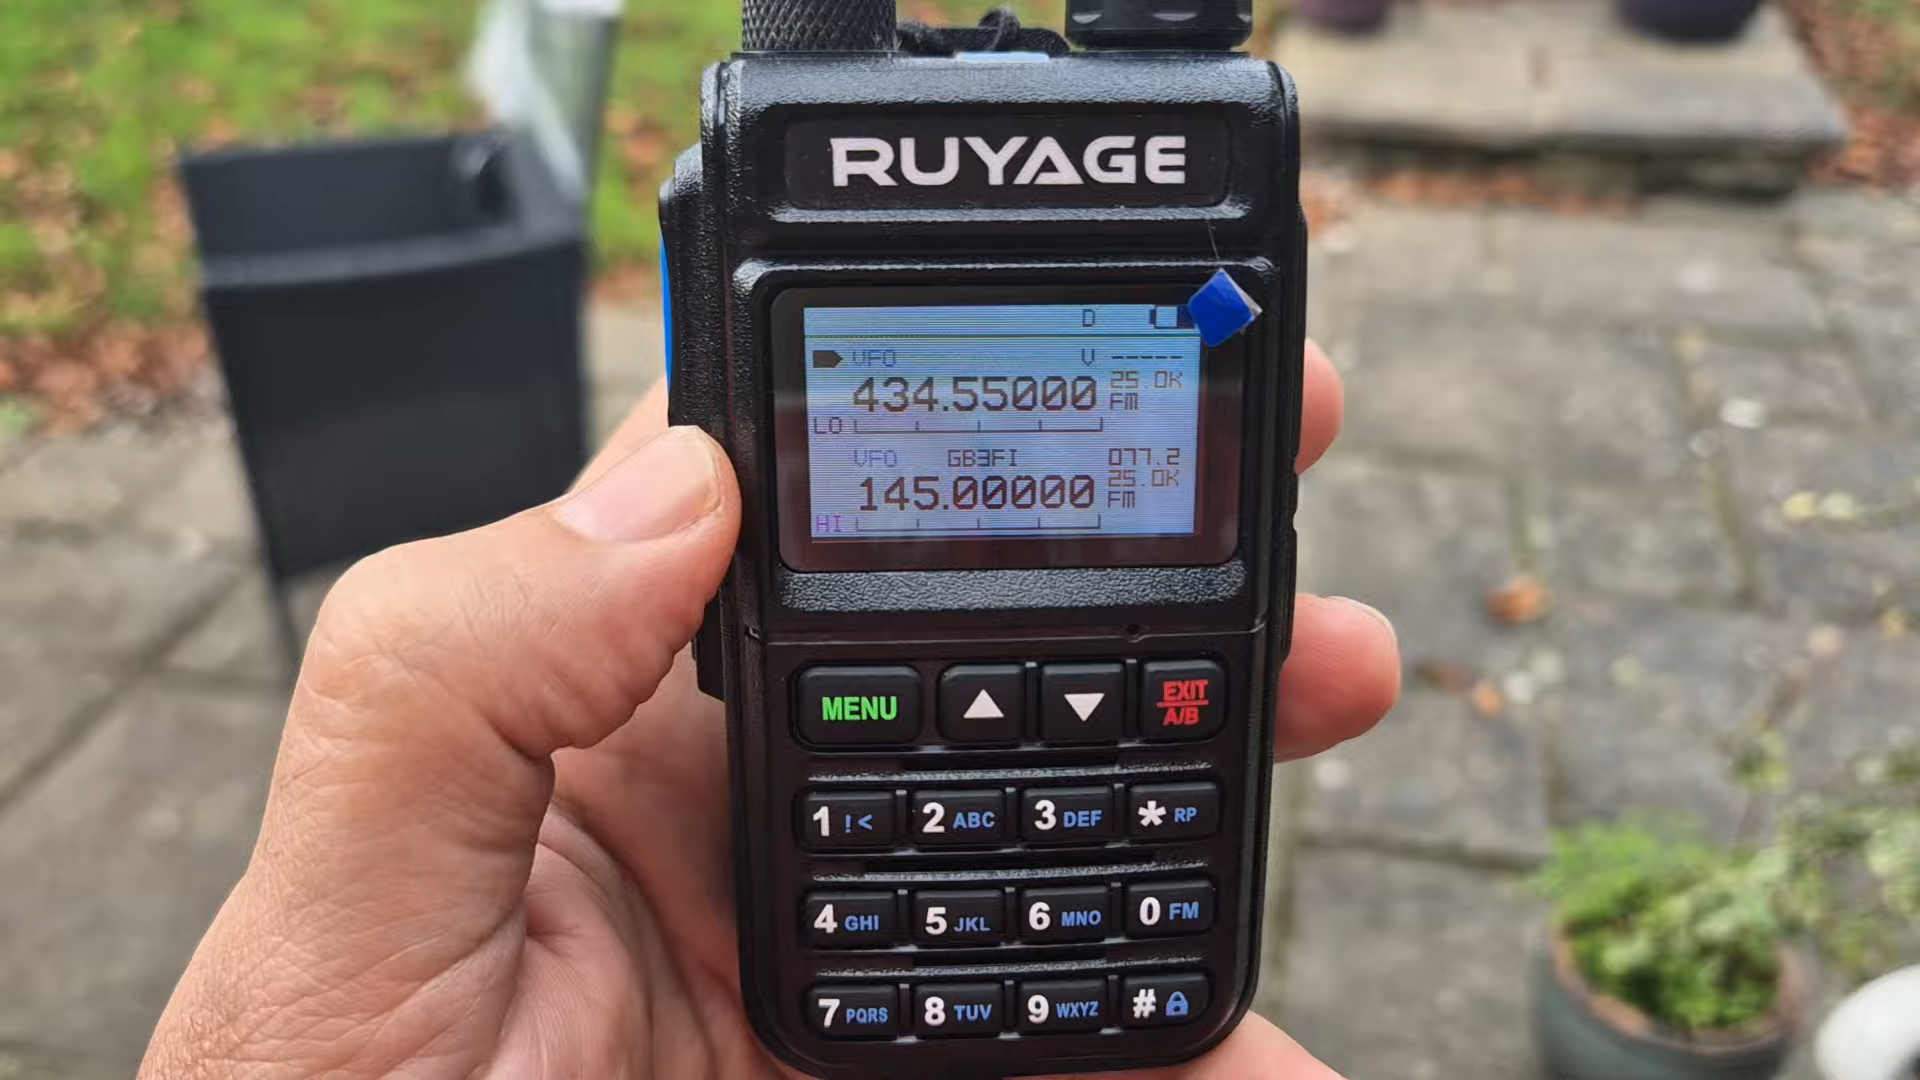 RUYAGE
D
VFO V -----
434.55000 25.0K
FM
LO
VFO GB3FI 077.2
145.00000 25.0K
FM
HI
MENU ▲ ▼ EXIT
A/B
1 ! < 2 ABC 3 DEF * RP
4 GHI 5 JKL 6 MNO 0 FM
7 PQRS 8 TUV 9 WXYZ #